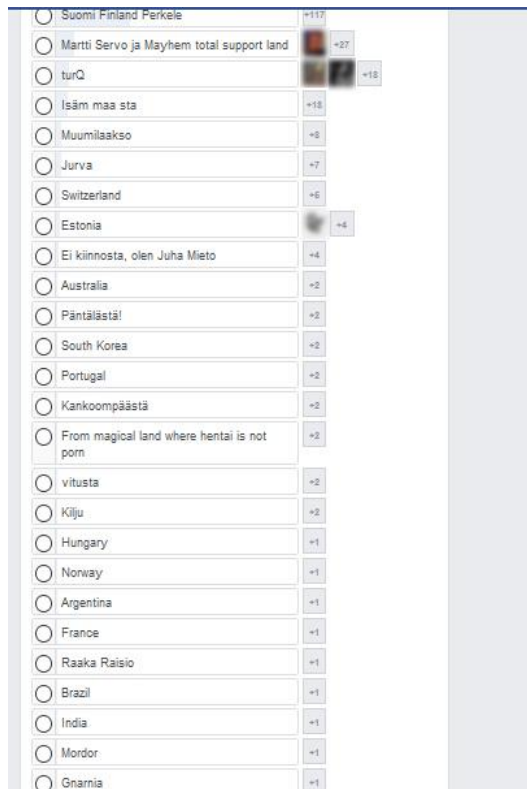 Suomi Finland Perkele +117
Martti Servo ja Mayhem total support land +27
turQ +18
Isäm maa sta +18
Muumilaakso +8
Jurva +7
Switzerland +6
Estonia +4
Ei kiinnosta, olen Juha Mieto +4
Australia +2
Päntälästä! +2
South Korea +2
Portugal +2
Kankoompäästä +2
From magical land where hentai is not +2
porn
vitusta +2
Kilju +2
Hungary +1
Norway +1
Argentina +1
France +1
Raaka Raisio +1
Brazil +1
India +1
Mordor +1
Gnarnia +1